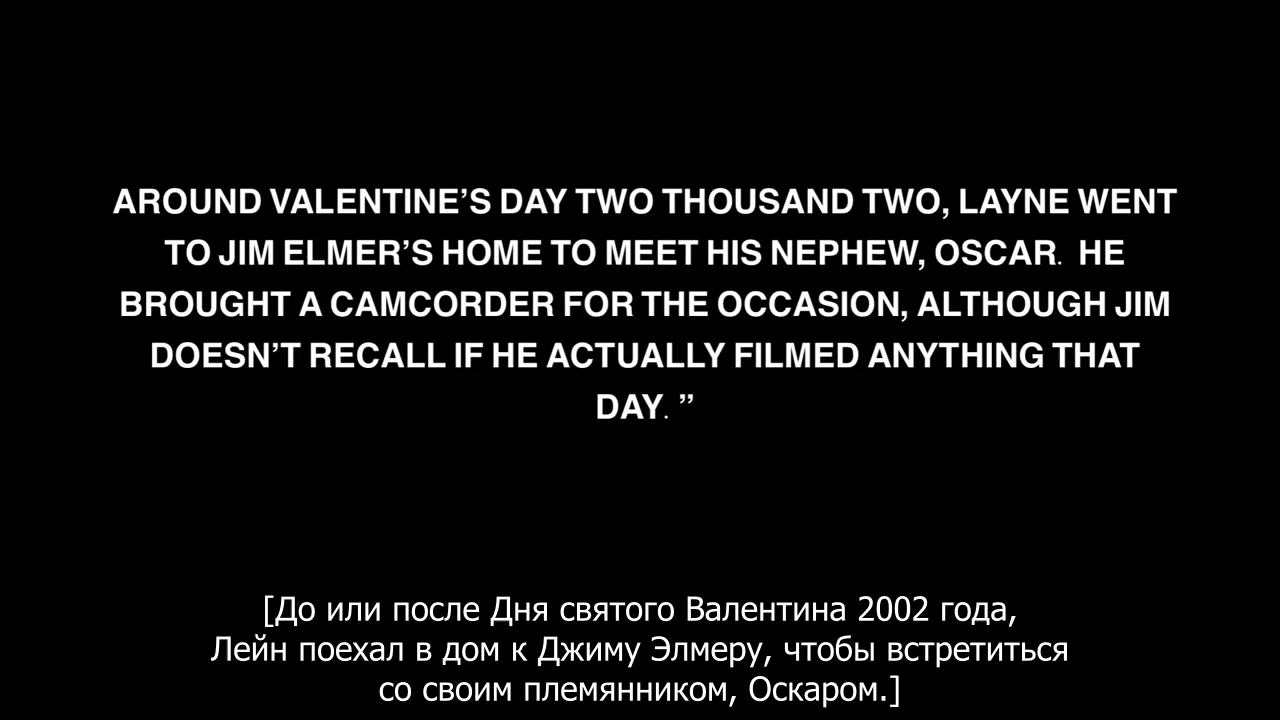 AROUND VALENTINE’S DAY TWO THOUSAND TWO, LAYNE WENT
TO JIM ELMER’S HOME TO MEET HIS NEPHEW, OSCAR.  HE
BROUGHT A CAMCORDER FOR THE OCCASION, ALTHOUGH JIM
DOESN’T RECALL IF HE ACTUALLY FILMED ANYTHING THAT
DAY. ”
[До или после Дня святого Валентина 2002 года,
Лейн поехал в дом к Джиму Элмеру, чтобы встретиться
со своим племянником, Оскаром.]